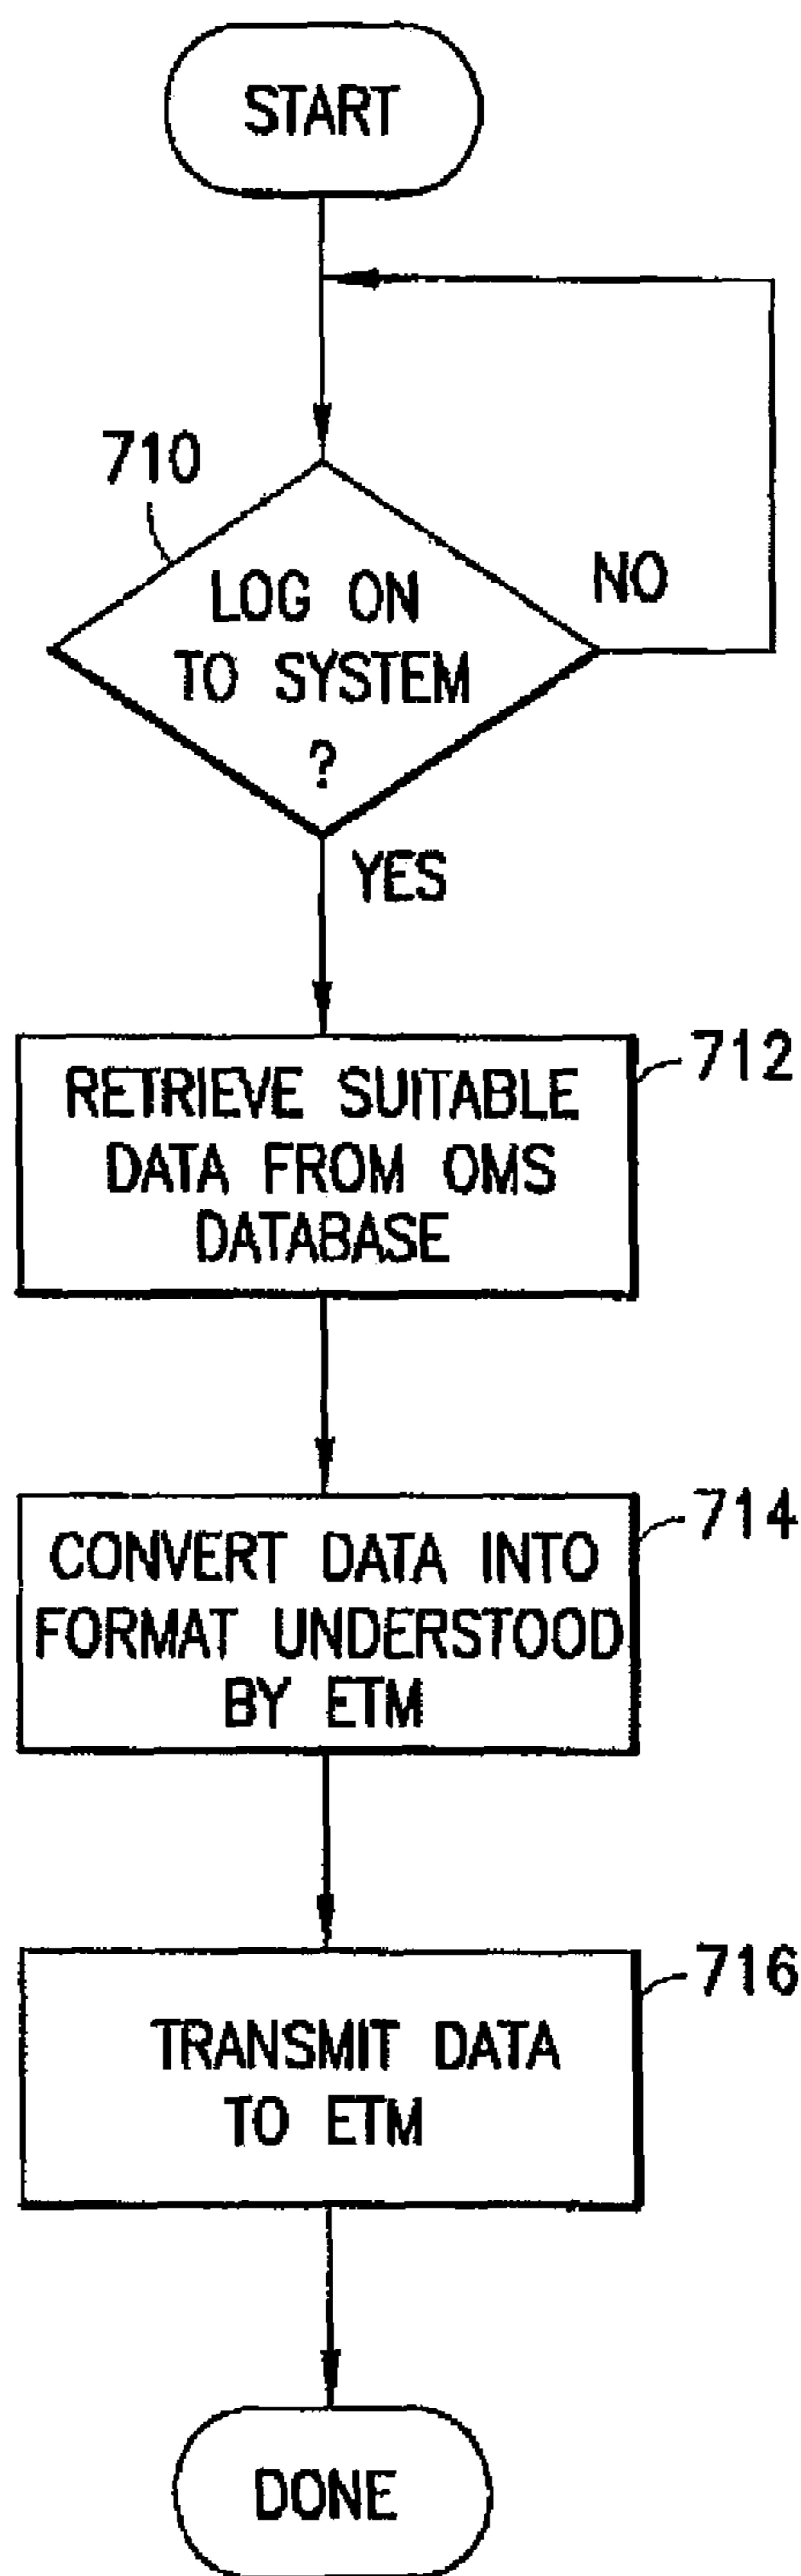 START
710
LOG ON
TO SYSTEM
?
NO
YES
712
RETRIEVE SUITABLE
DATA FROM OMS
DATABASE
714
CONVERT DATA INTO
FORMAT UNDERSTOOD
BY ETM
716
TRANSMIT DATA
TO ETM
DONE